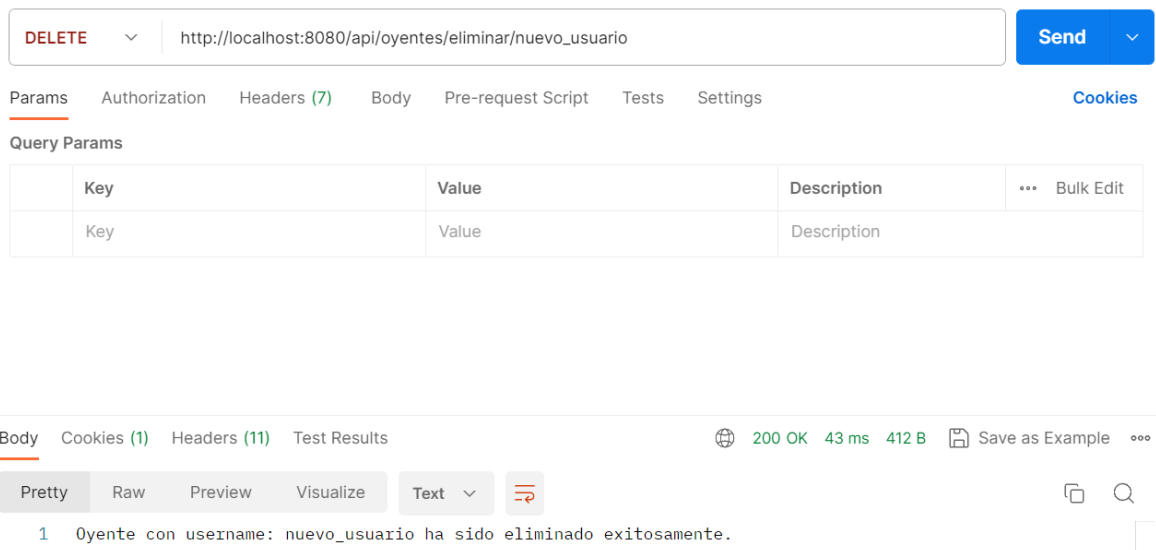 DELETE http://localhost:8080/api/oyentes/eliminar/nuevo_usuario Send
Params Authorization Headers (7) Body Pre-request Script Tests Settings Cookies
Query Params
Key Value Description Bulk Edit
Key Value Description
Body Cookies (1) Headers (11) Test Results 200 OK 43 ms 412 B Save as Example
Pretty Raw Preview Visualize Text
1 Oyente con username: nuevo_usuario ha sido eliminado exitosamente.